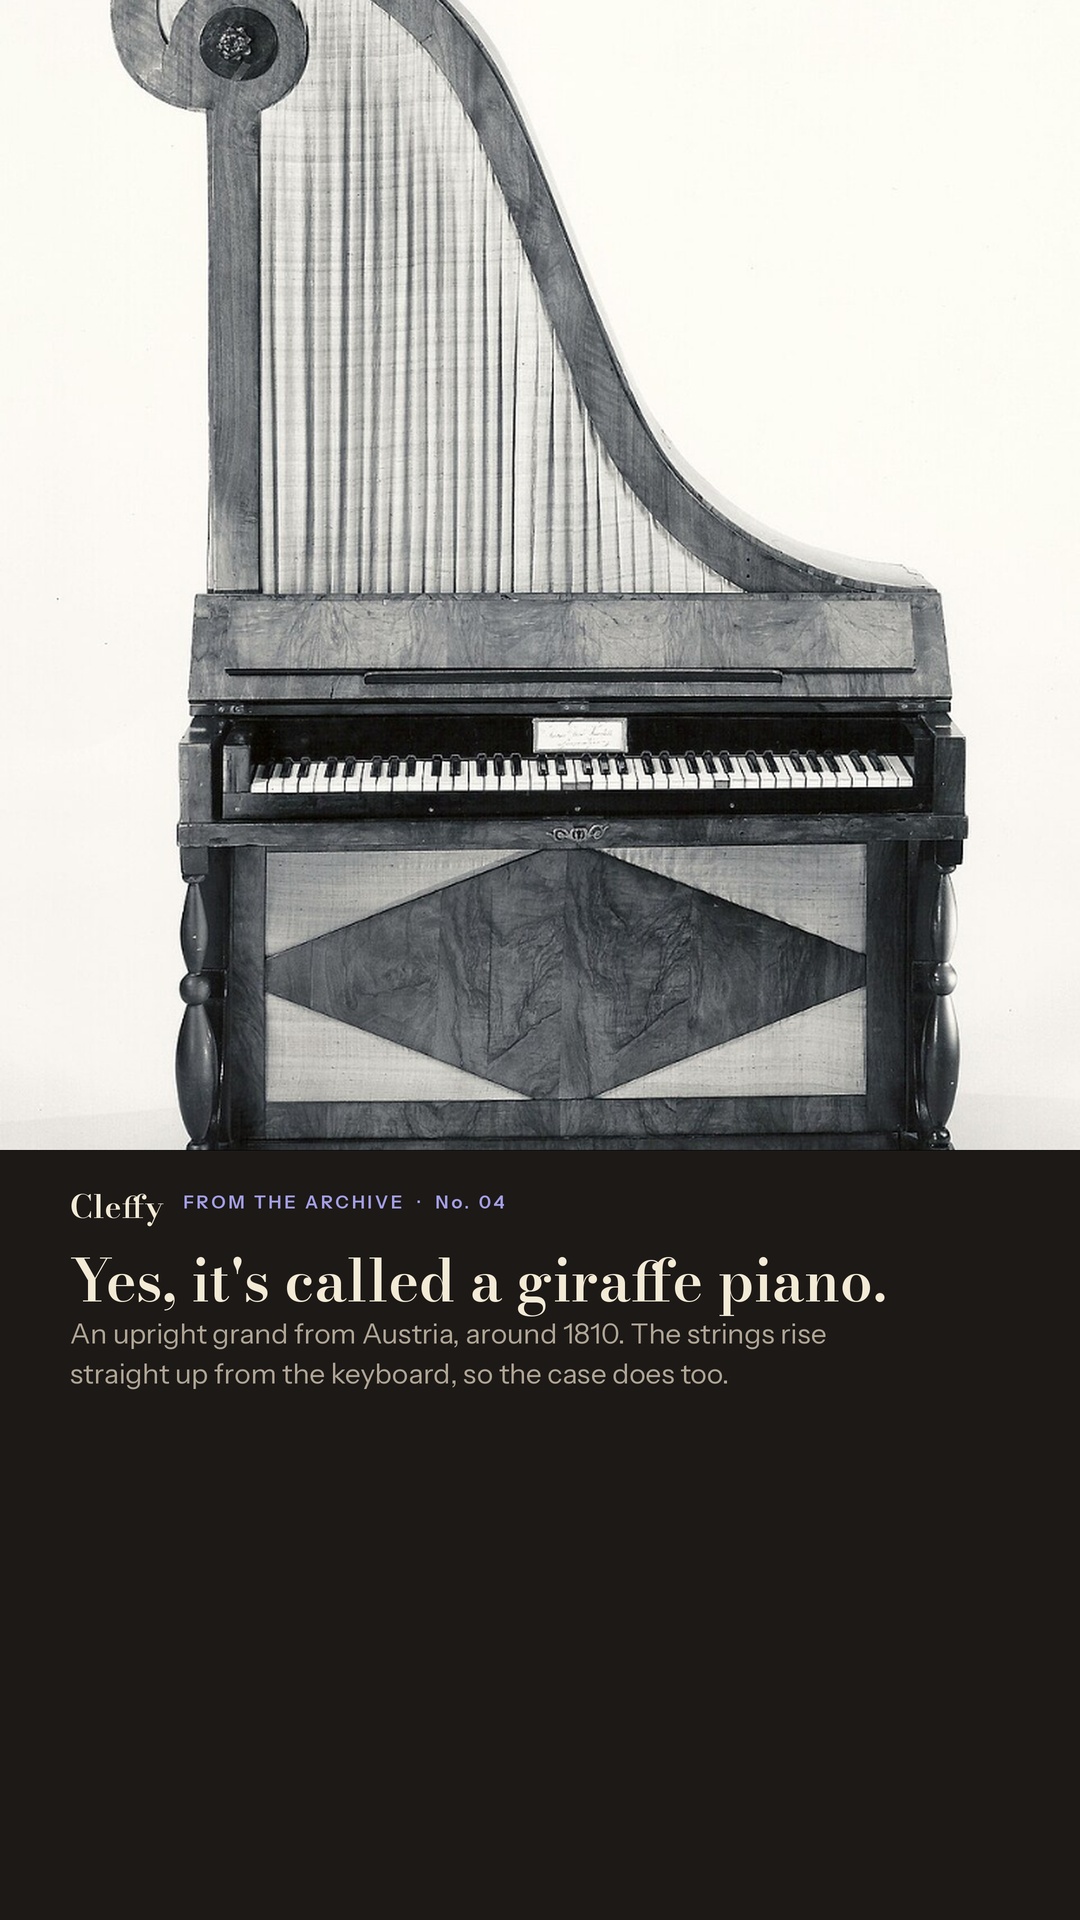 Cleffy FROM THE ARCHIVE · No. 04
Yes, it's called a giraffe piano.
An upright grand from Austria, around 1810. The strings rise
straight up from the keyboard, so the case does too.